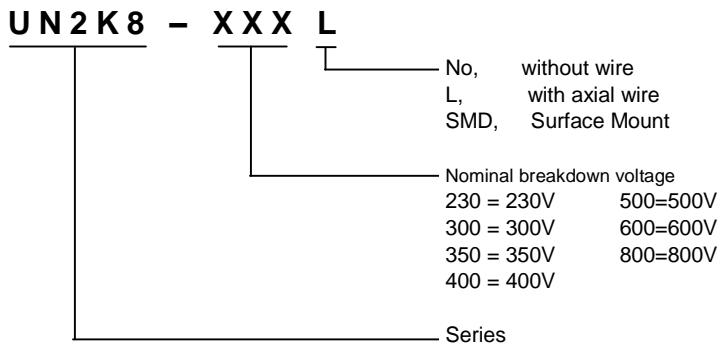 UN2K8 – XXX L
No, without wire
L, with axial wire
SMD, Surface Mount
Nominal breakdown voltage
230 = 230V 500=500V
300 = 300V 600=600V
350 = 350V 800=800V
400 = 400V
Series